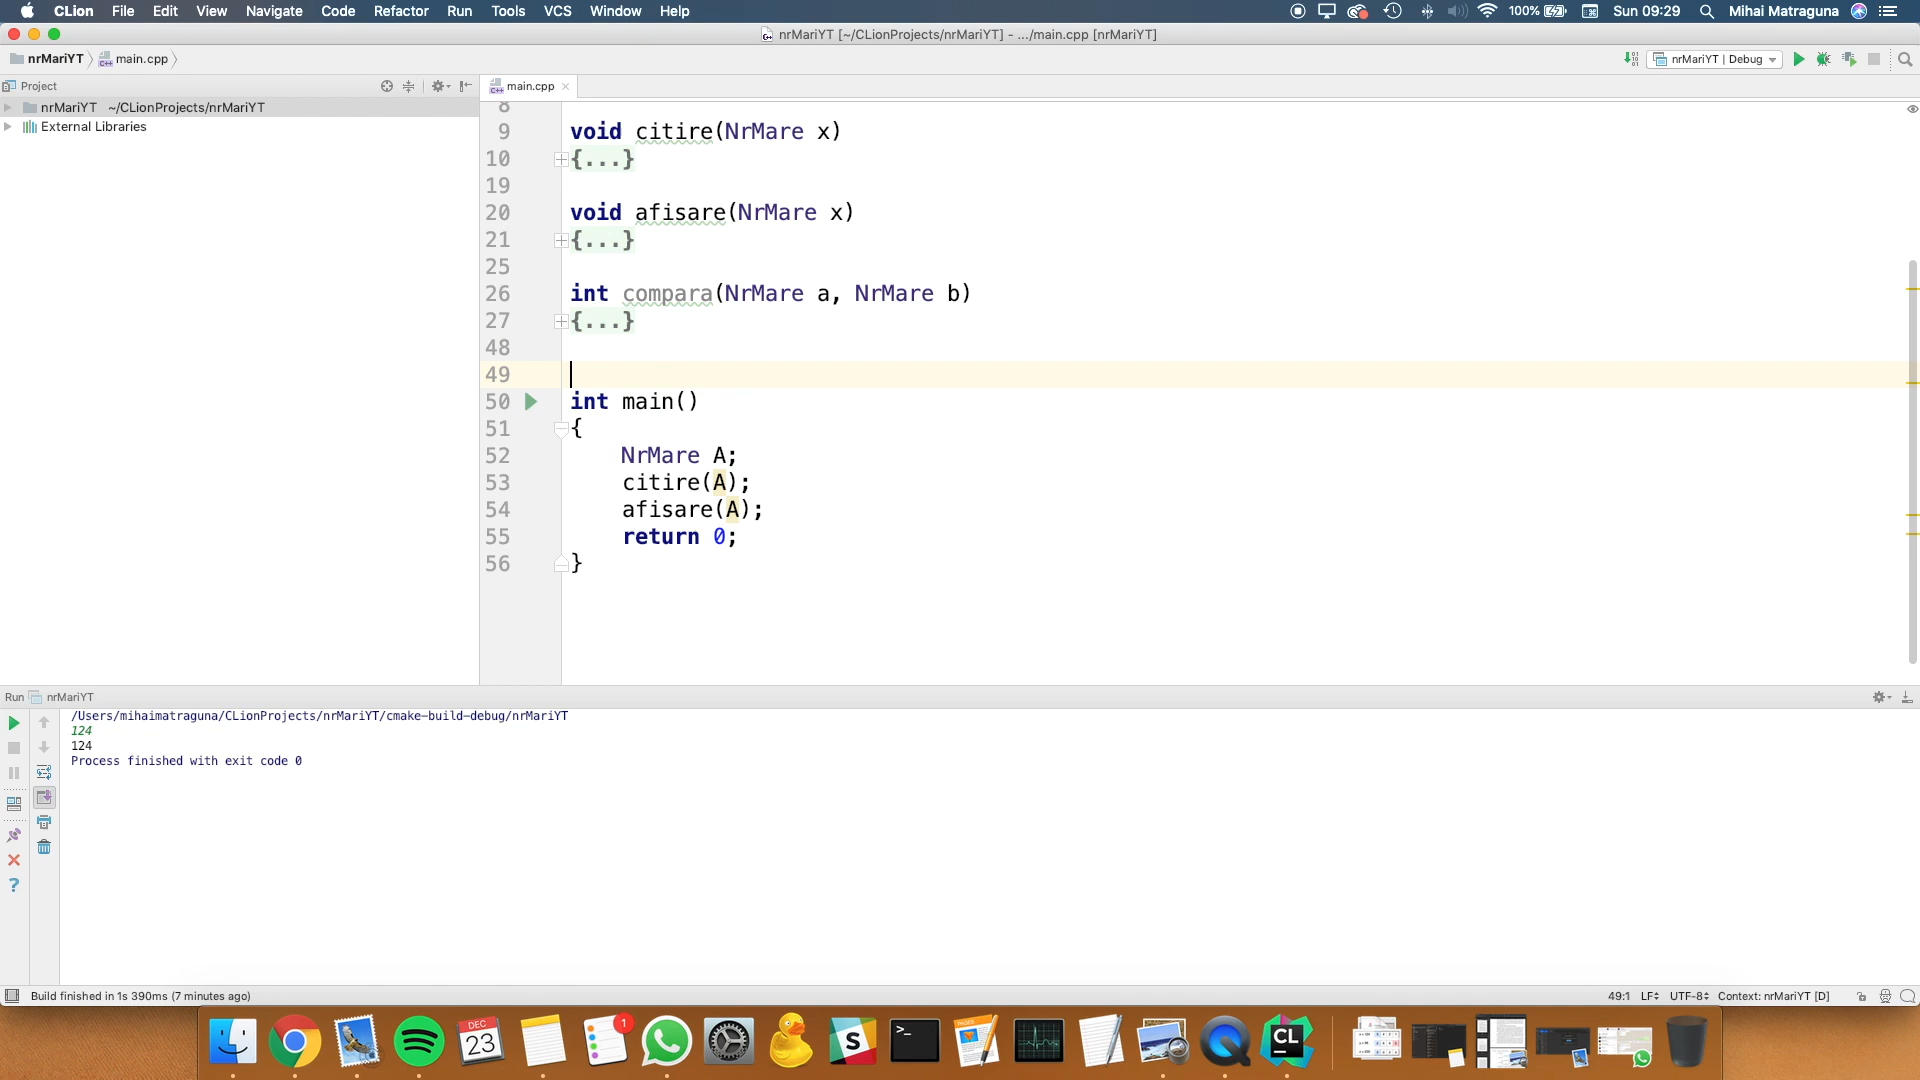 CLion File Edit View Navigate Code Refactor Run Tools VCS Window Help 100% Sun 09:29 Mihai Matraguna
nrMariYT [~/CLionProjects/nrMariYT] - .../main.cpp [nrMariYT]
nrMariYT main.cpp nrMariYT | Debug
Project main.cpp
nrMariYT ~/CLionProjects/nrMariYT
External Libraries
8
9 void citire(NrMare x)
10 {...}
19
20 void afisare(NrMare x)
21 {...}
25
26 int compara(NrMare a, NrMare b)
27 {...}
48
49
50 int main()
51 {
52 NrMare A;
53 citire(A);
54 afisare(A);
55 return 0;
56 }
Run nrMariYT
/Users/mihaimatraguna/CLionProjects/nrMariYT/cmake-build-debug/nrMariYT
124
124
Process finished with exit code 0
Build finished in 1s 390ms (7 minutes ago) 49:1 LF UTF-8 Context: nrMariYT [D]
DEC
23
1
S
>_
PAGES
CL